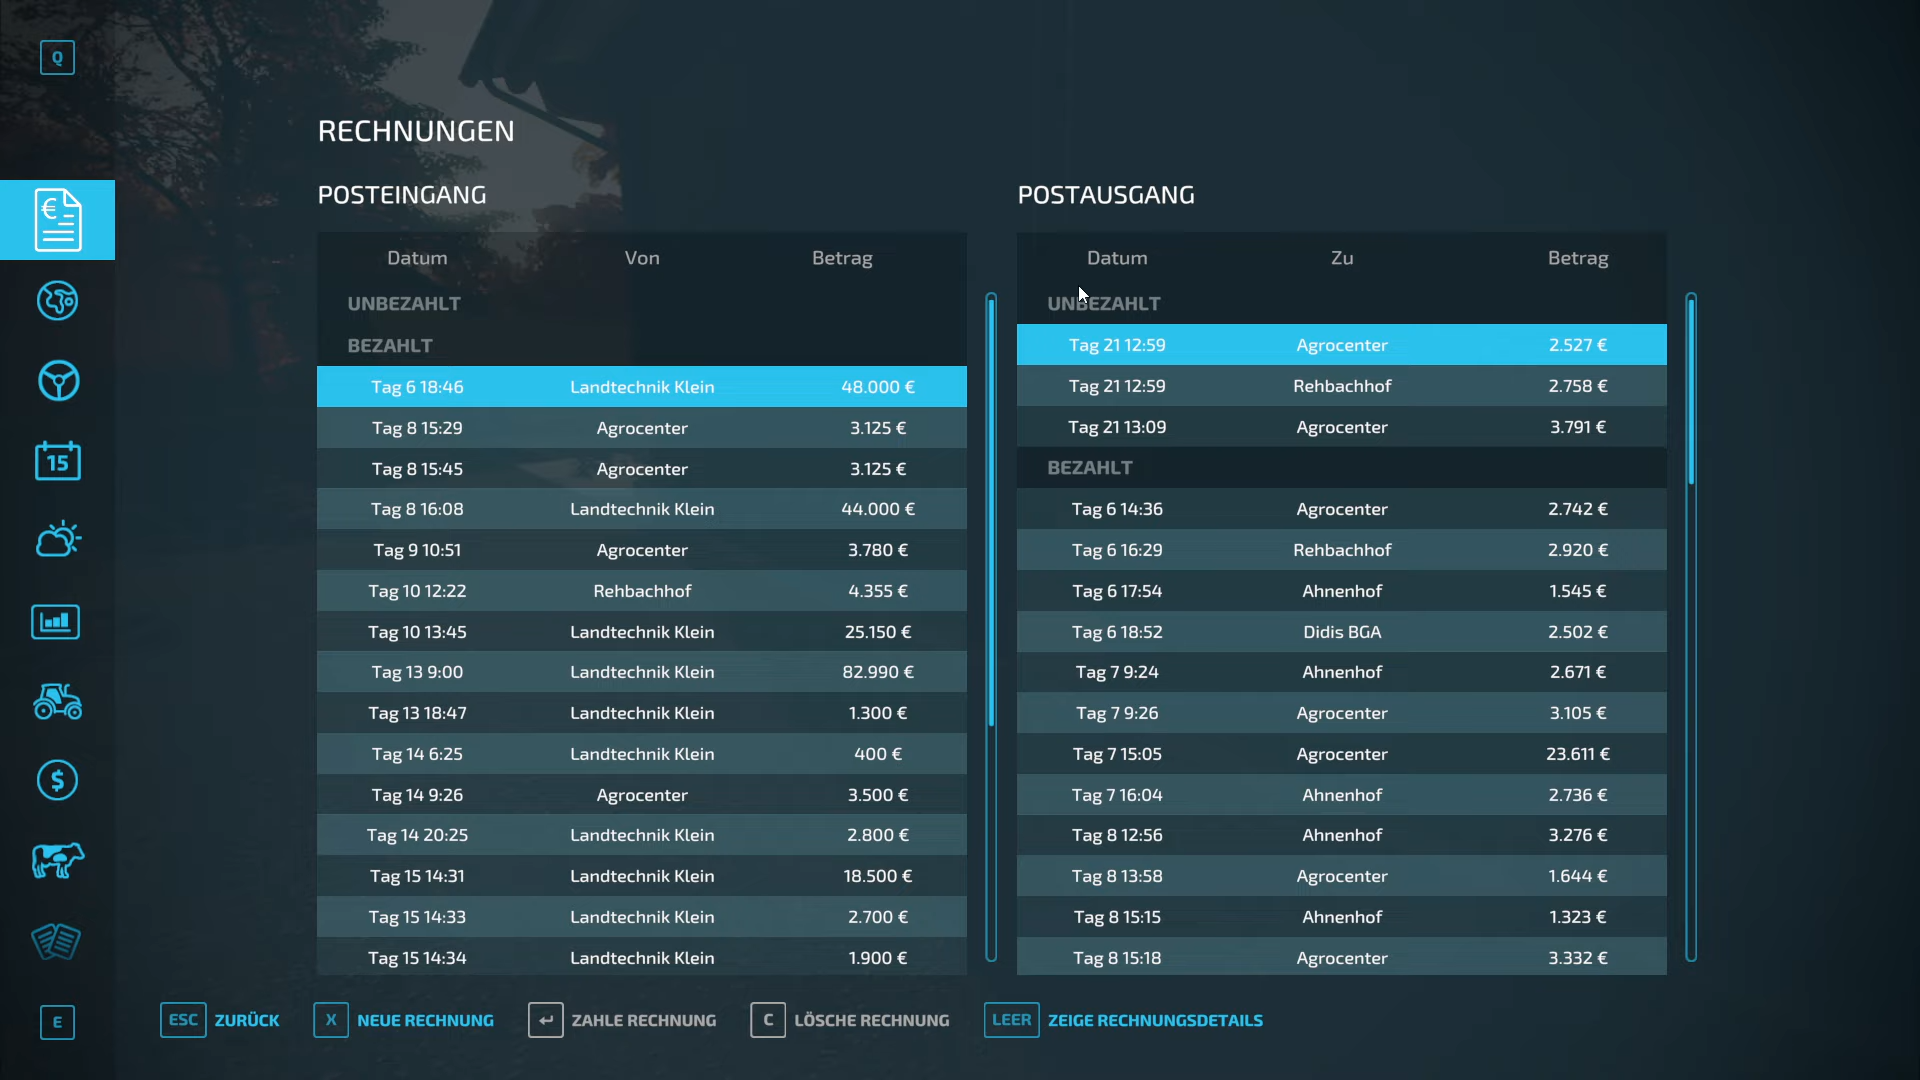 Q
RECHNUNGEN
POSTEINGANG
Datum Von Betrag
UNBEZAHLT
BEZAHLT
Tag 6 18:46 Landtechnik Klein 48.000 €
Tag 8 15:29 Agrocenter 3.125 €
Tag 8 15:45 Agrocenter 3.125 €
Tag 8 16:08 Landtechnik Klein 44.000 €
Tag 9 10:51 Agrocenter 3.780 €
Tag 10 12:22 Rehbachhof 4.355 €
Tag 10 13:45 Landtechnik Klein 25.150 €
Tag 13 9:00 Landtechnik Klein 82.990 €
Tag 13 18:47 Landtechnik Klein 1.300 €
Tag 14 6:25 Landtechnik Klein 400 €
Tag 14 9:26 Agrocenter 3.500 €
Tag 14 20:25 Landtechnik Klein 2.800 €
Tag 15 14:31 Landtechnik Klein 18.500 €
Tag 15 14:33 Landtechnik Klein 2.700 €
Tag 15 14:34 Landtechnik Klein 1.900 €
POSTAUSGANG
Datum Zu Betrag
UNBEZAHLT
Tag 21 12:59 Agrocenter 2.527 €
Tag 21 12:59 Rehbachhof 2.758 €
Tag 21 13:09 Agrocenter 3.791 €
BEZAHLT
Tag 6 14:36 Agrocenter 2.742 €
Tag 6 16:29 Rehbachhof 2.920 €
Tag 6 17:54 Ahnenhof 1.545 €
Tag 6 18:52 Didis BGA 2.502 €
Tag 7 9:24 Ahnenhof 2.671 €
Tag 7 9:26 Agrocenter 3.105 €
Tag 7 15:05 Agrocenter 23.611 €
Tag 7 16:04 Ahnenhof 2.736 €
Tag 8 12:56 Ahnenhof 3.276 €
Tag 8 13:58 Agrocenter 1.644 €
Tag 8 15:15 Ahnenhof 1.323 €
Tag 8 15:18 Agrocenter 3.332 €
€
15
$
E
ESC ZURÜCK X NEUE RECHNUNG ↵ ZAHLE RECHNUNG C LÖSCHE RECHNUNG LEER ZEIGE RECHNUNGSDETAILS